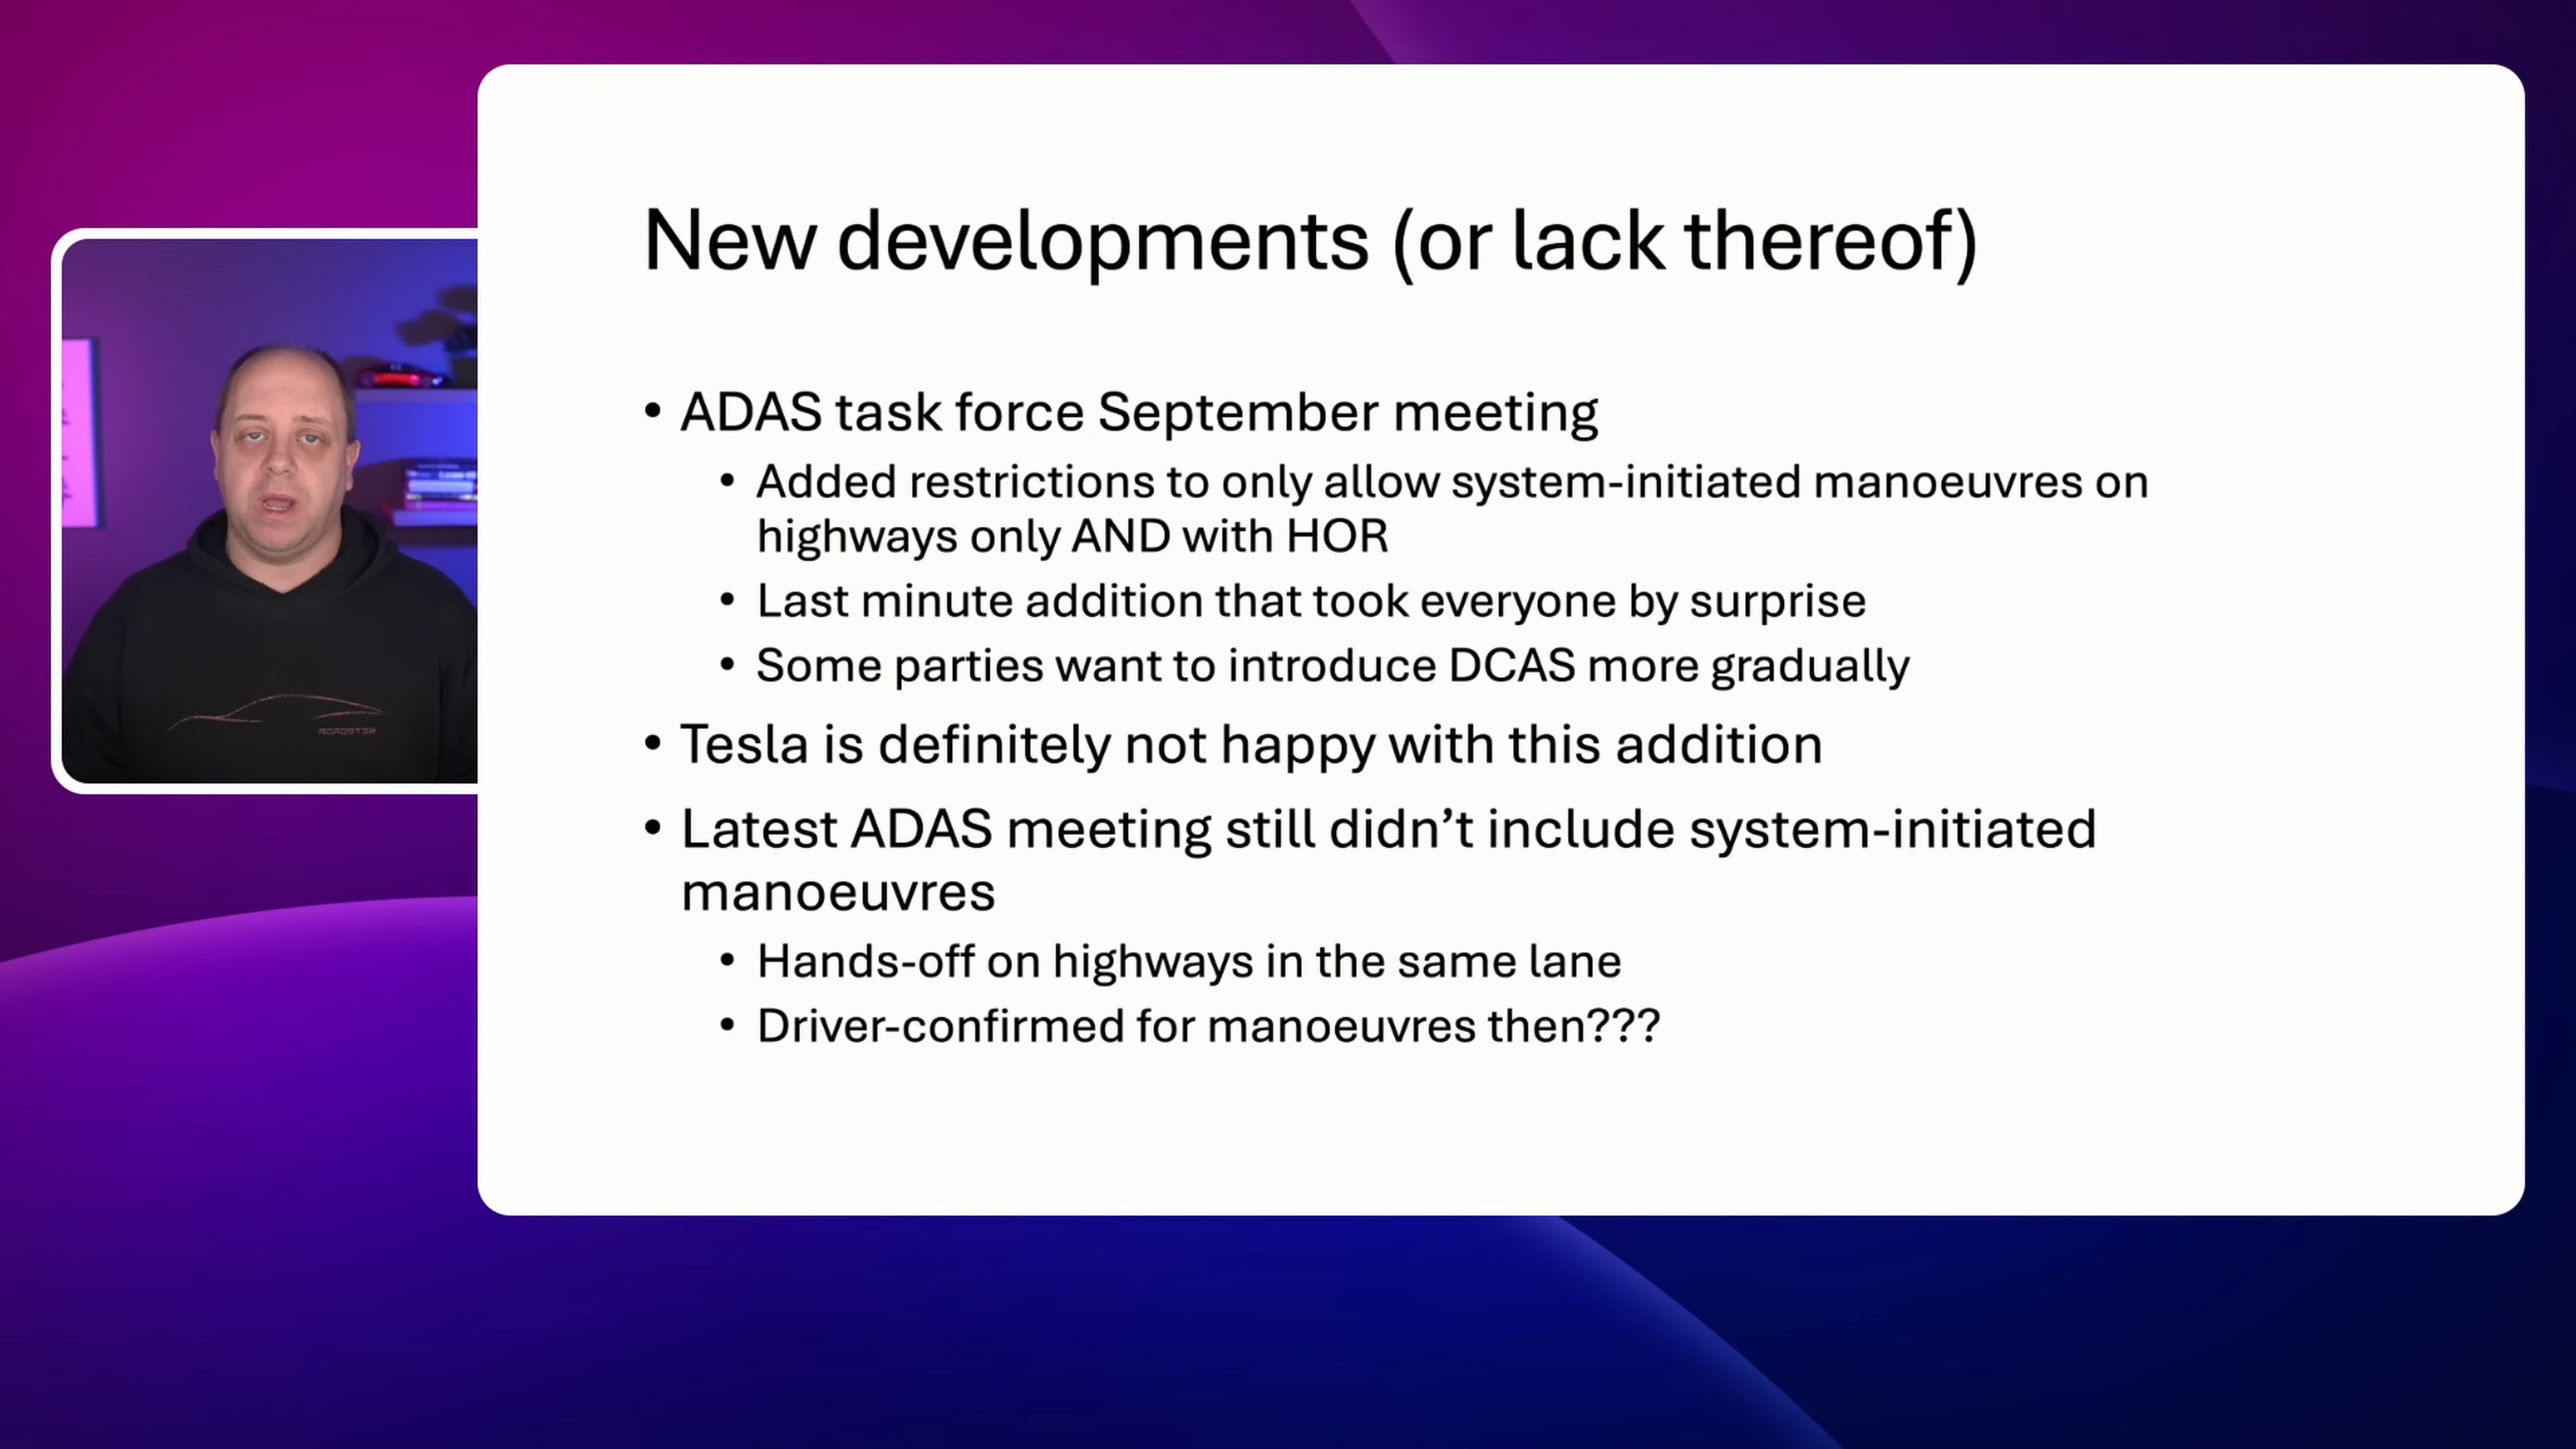 New developments (or lack thereof)
• ADAS task force September meeting
• Added restrictions to only allow system-initiated manoeuvres on
highways only AND with HOR
• Last minute addition that took everyone by surprise
• Some parties want to introduce DCAS more gradually
• Tesla is definitely not happy with this addition
• Latest ADAS meeting still didn’t include system-initiated
manoeuvres
• Hands-off on highways in the same lane
• Driver-confirmed for manoeuvres then???
ROADSTER